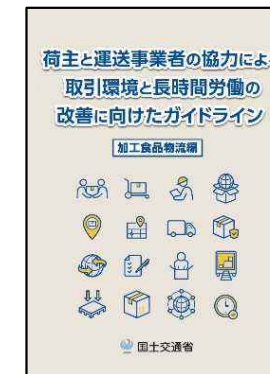 荷主と運送事業者の協力によ
取引環境と長時間労働の
改善に向けたガイドライン
加工食品物流編
国土交通省